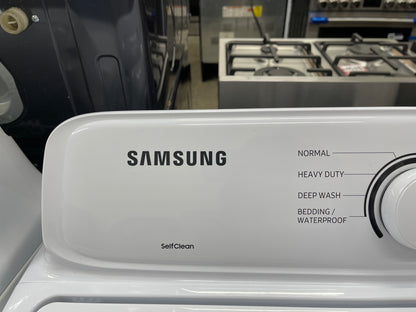 SAMSUNG
NORMAL
HEAVY DUTY
DEEP WASH
BEDDING /
WATERPROOF
SelfClean